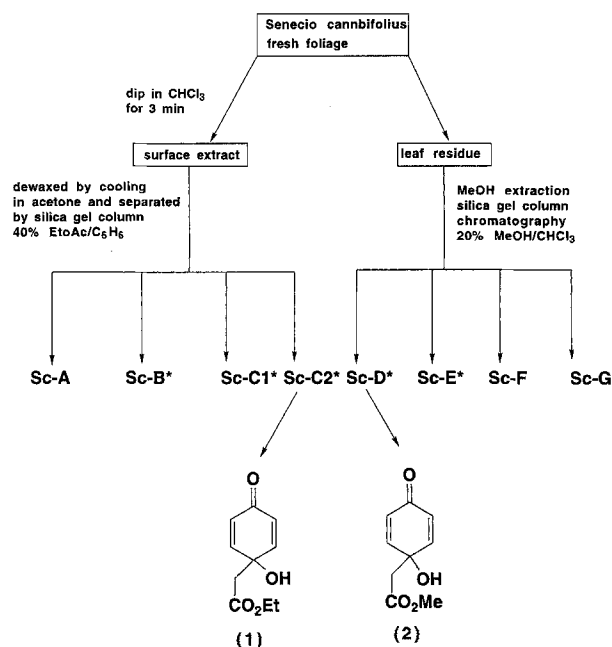 Senecio cannbifolius
fresh foliage
dip in CHCl₃
for 3 min
surface extract
leaf residue
dewaxed by cooling
in acetone and separated
by silica gel column
40% EtoAc/C₆H₆
MeOH extraction
silica gel column
chromatography
20% MeOH/CHCl₃
Sc-A Sc-B* Sc-C1* Sc-C2* Sc-D* Sc-E* Sc-F Sc-G
O O
OH OH
CO₂Et CO₂Me
(1) (2)